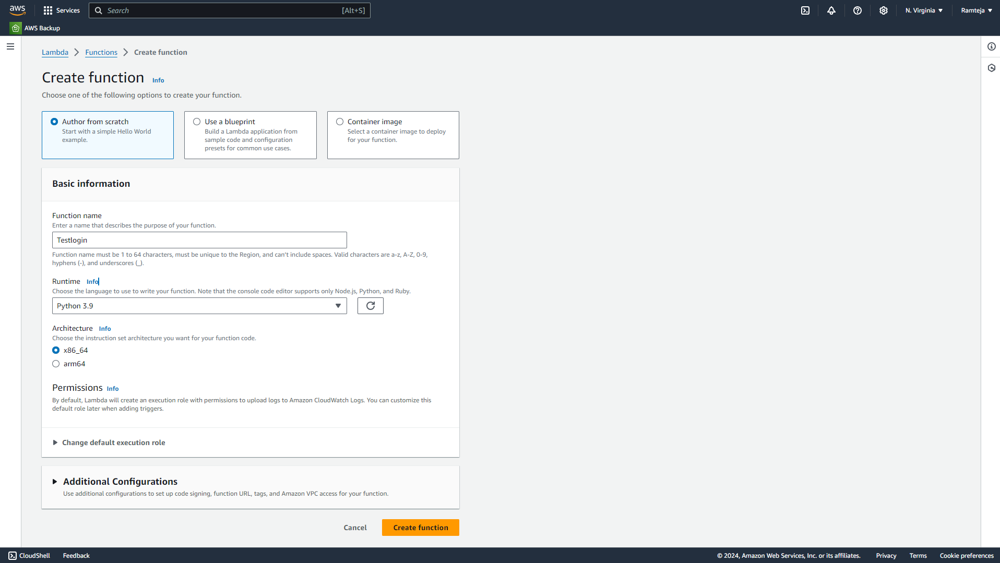 aws
Services
Search [Alt+S]
N. Virginia
Ramteja
AWS Backup
Lambda Functions Create function
Create function Info
Choose one of the following options to create your function.
Author from scratch
Start with a simple Hello World
example.
Use a blueprint
Build a Lambda application from
sample code and configuration
presets for common use cases.
Container image
Select a container image to deploy
for your function.
Basic information
Function name
Enter a name that describes the purpose of your function.
Testlogin
Function name must be 1 to 64 characters, must be unique to the Region, and can't include spaces. Valid characters are a-z, A-Z, 0-9,
hyphens (-), and underscores (_).
Runtime Info
Choose the language to use to write your function. Note that the console code editor supports only Node.js, Python, and Ruby.
Python 3.9
Architecture Info
Choose the instruction set architecture you want for your function code.
x86_64
arm64
Permissions Info
By default, Lambda will create an execution role with permissions to upload logs to Amazon CloudWatch Logs. You can customize this
default role later when adding triggers.
Change default execution role
Additional Configurations
Use additional configurations to set up code signing, function URL, tags, and Amazon VPC access for your function.
Cancel
Create function
CloudShell
Feedback
© 2024, Amazon Web Services, Inc. or its affiliates.
Privacy
Terms
Cookie preferences